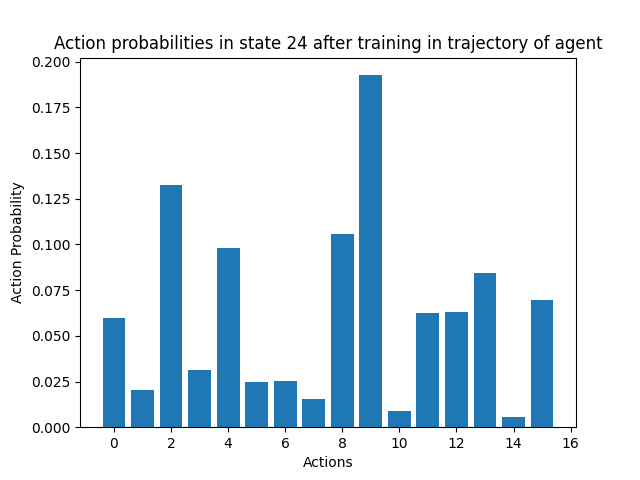 Action probabilities in state 24 after training in trajectory of agent
0.200
0.175
0.150
0.125
0.100
0.075
0.050
0.025
0.000
Action Probability
0 2 4 6 8 10 12 14 16
Actions